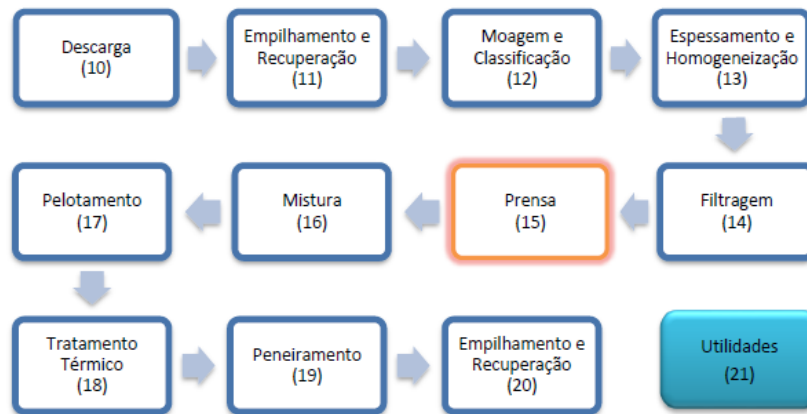 Descarga
(10)
Empilhamento e
Recuperação
(11)
Moagem e
Classificação
(12)
Espessamento e
Homogeneização
(13)
Pelotamento
(17)
Mistura
(16)
Prensa
(15)
Filtragem
(14)
Tratamento
Térmico
(18)
Peneiramento
(19)
Empilhamento e
Recuperação
(20)
Utilidades
(21)